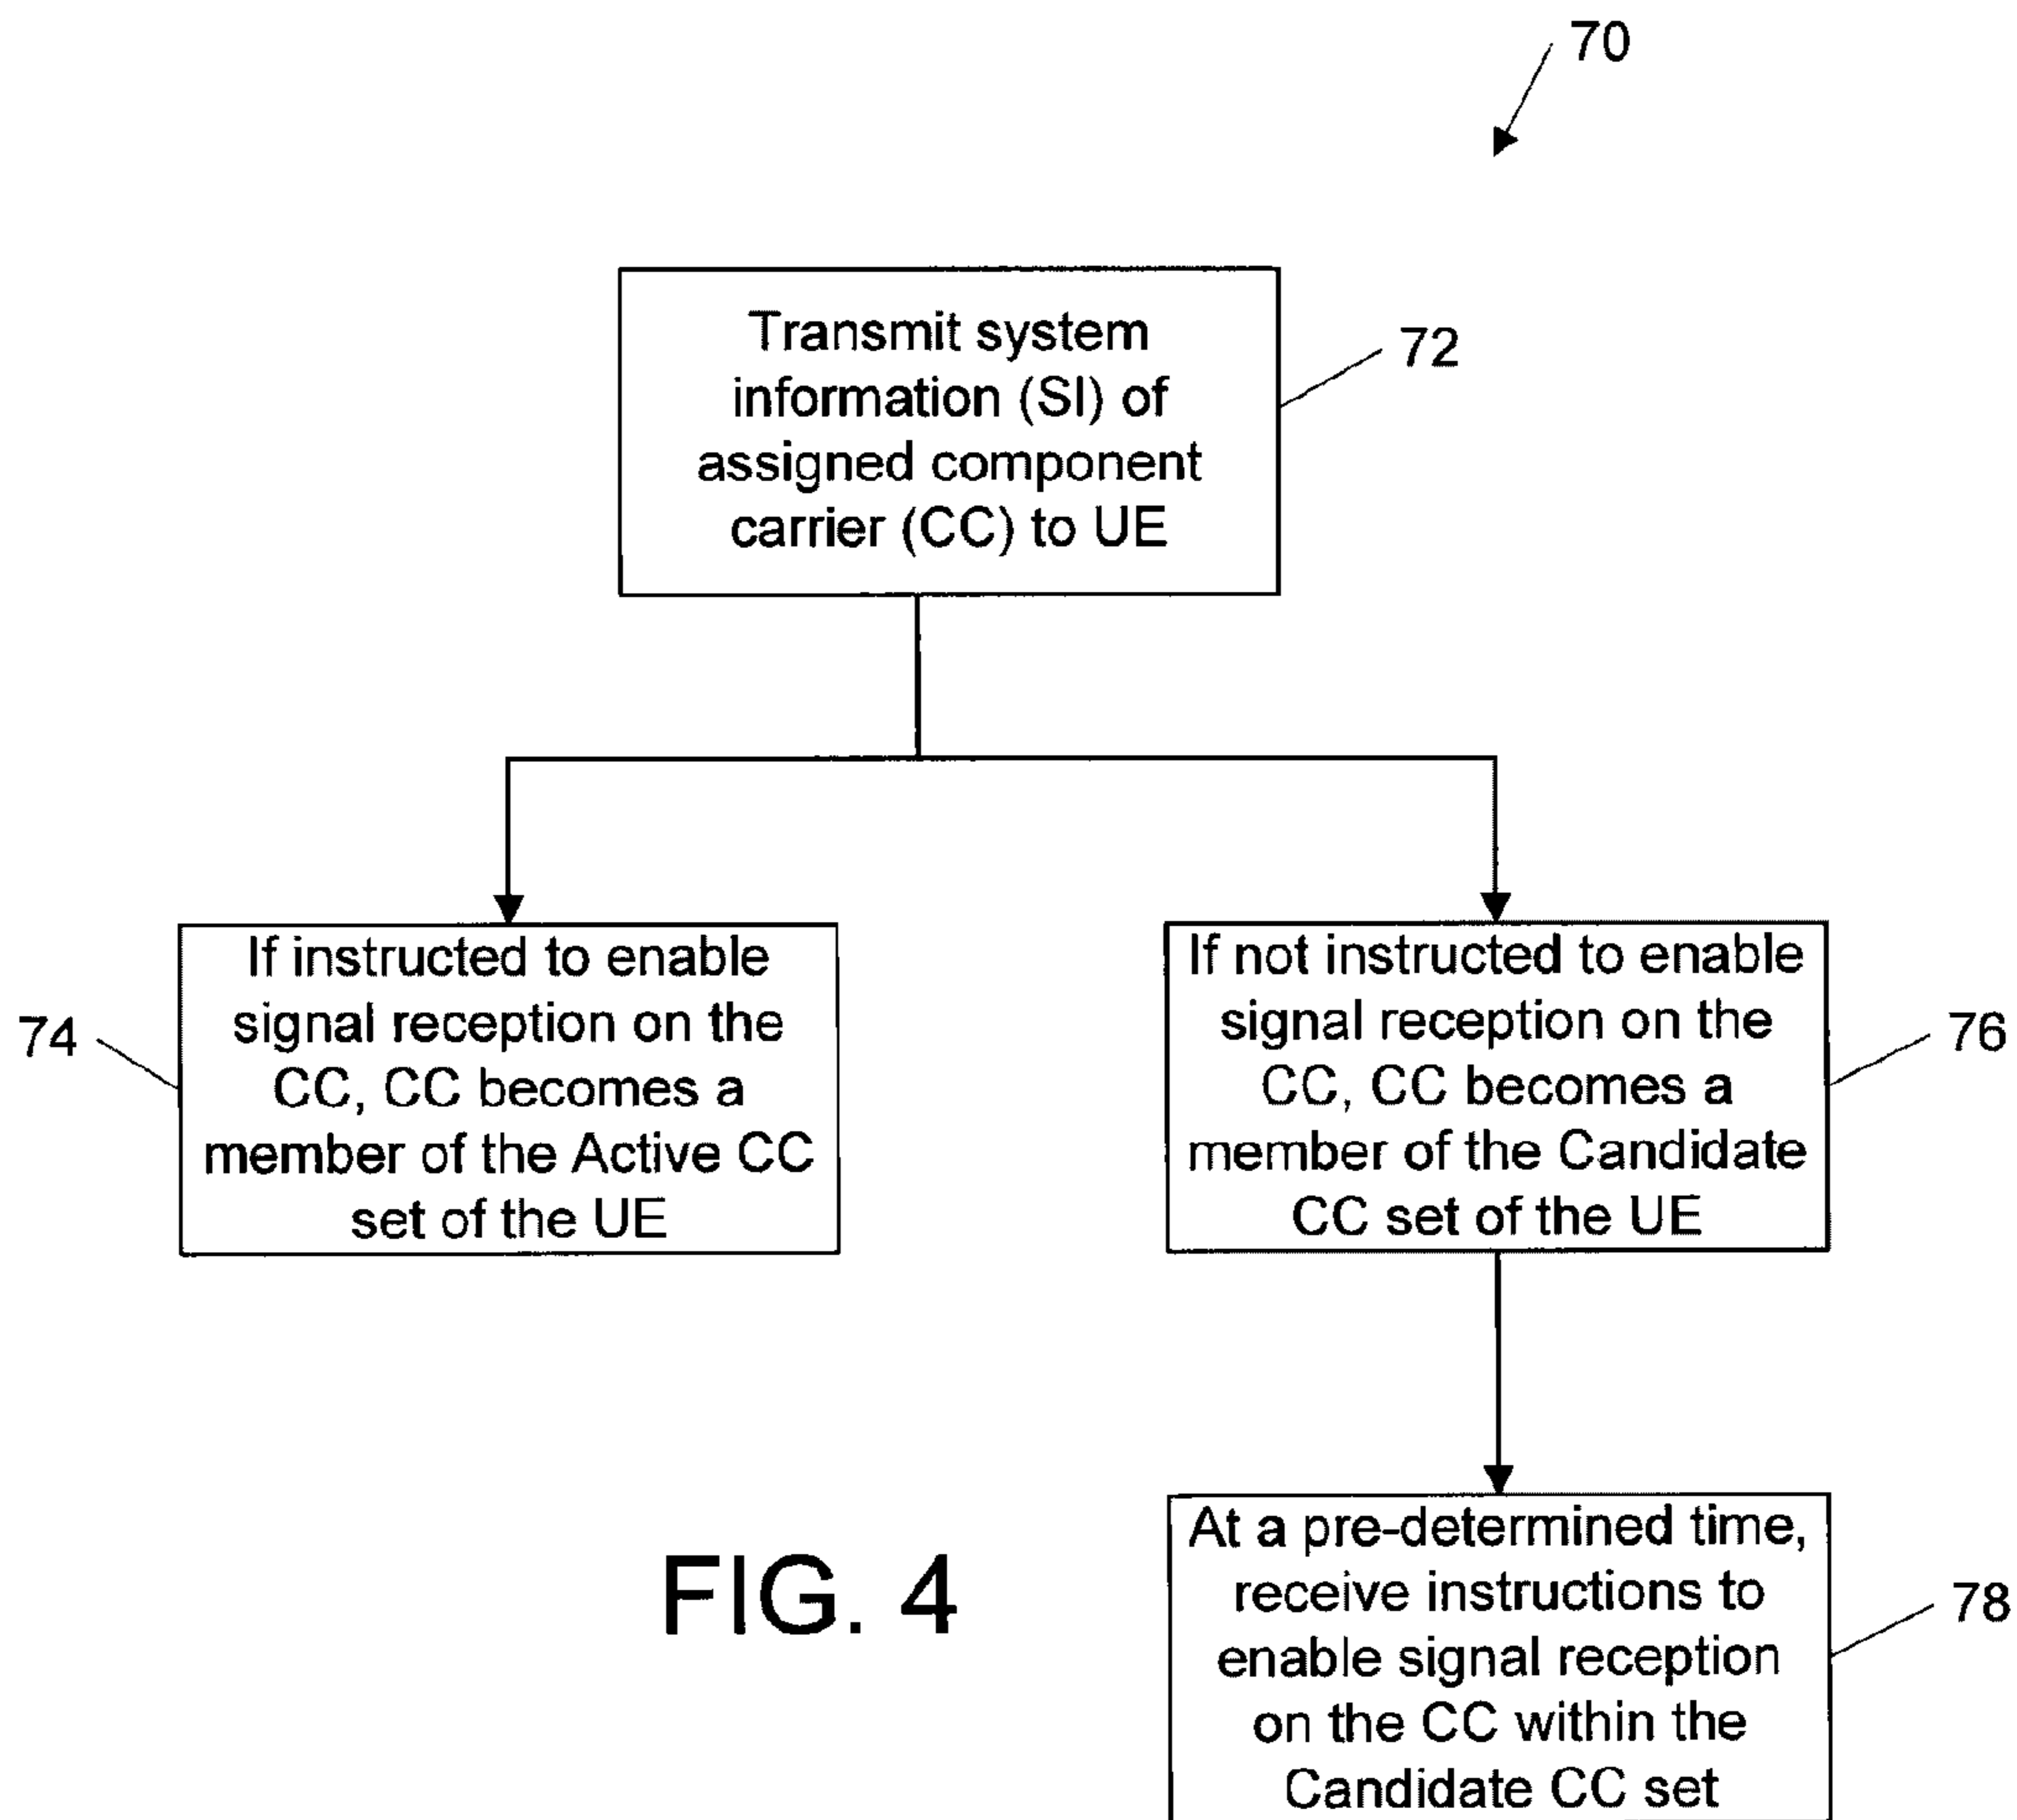 70
Transmit system
information (SI) of
assigned component
carrier (CC) to UE
72
If instructed to enable
signal reception on the
CC, CC becomes a
member of the Active CC
set of the UE
74
If not instructed to enable
signal reception on the
CC, CC becomes a
member of the Candidate
CC set of the UE
76
At a pre-determined time,
receive instructions to
enable signal reception
on the CC within the
Candidate CC set
78
FIG. 4